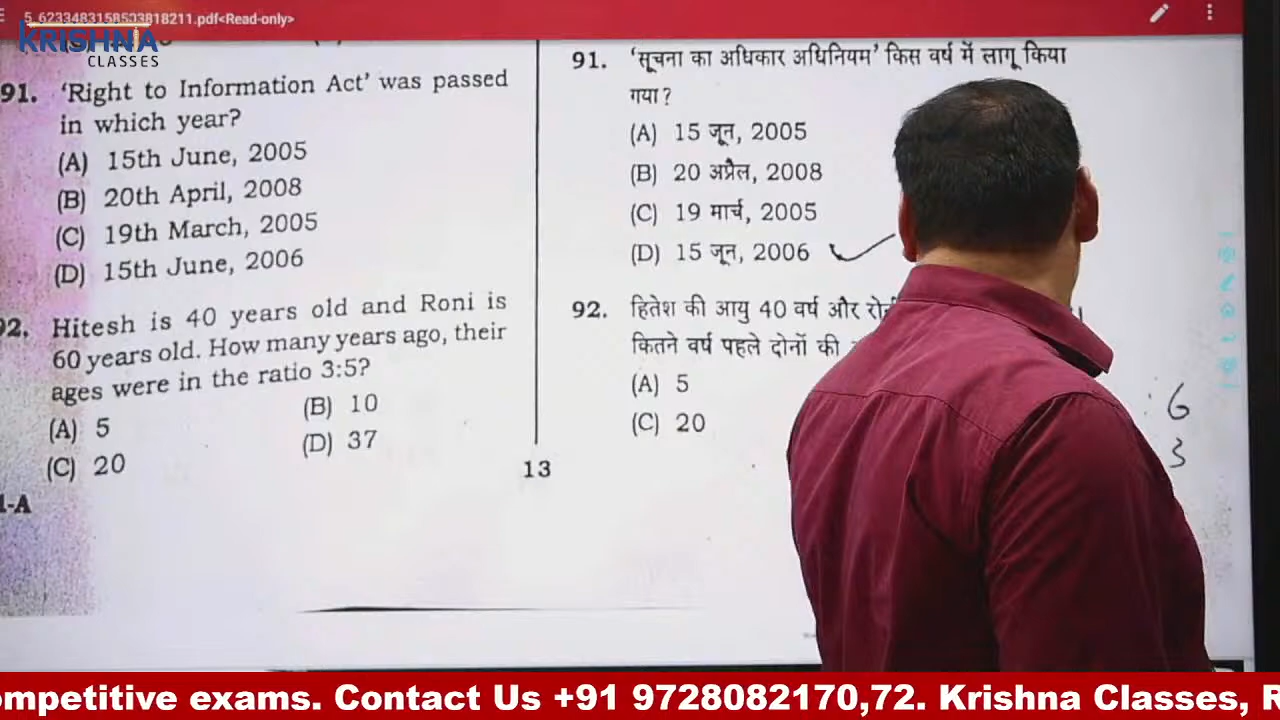 5_6233483158503818211.pdf<Read-only>
KRISHNA
CLASSES
91. 'Right to Information Act' was passed
in which year?
(A) 15th June, 2005
(B) 20th April, 2008
(C) 19th March, 2005
(D) 15th June, 2006
92. Hitesh is 40 years old and Roni is
60 years old. How many years ago, their
ages were in the ratio 3:5?
(A) 5
(B) 10
(C) 20
(D) 37
1-A
13
91. 'सूचना का अधिकार अधिनियम' किस वर्ष में लागू किया
गया?
(A) 15 जून, 2005
(B) 20 अप्रैल, 2008
(C) 19 मार्च, 2005
(D) 15 जून, 2006
92. हितेश की आयु 40 वर्ष और
कितने वर्ष पहले दोनों की
(A) 5
(C) 20
6
3
ompetitive exams. Contact Us +91 9728082170,72. Krishna Classes, R